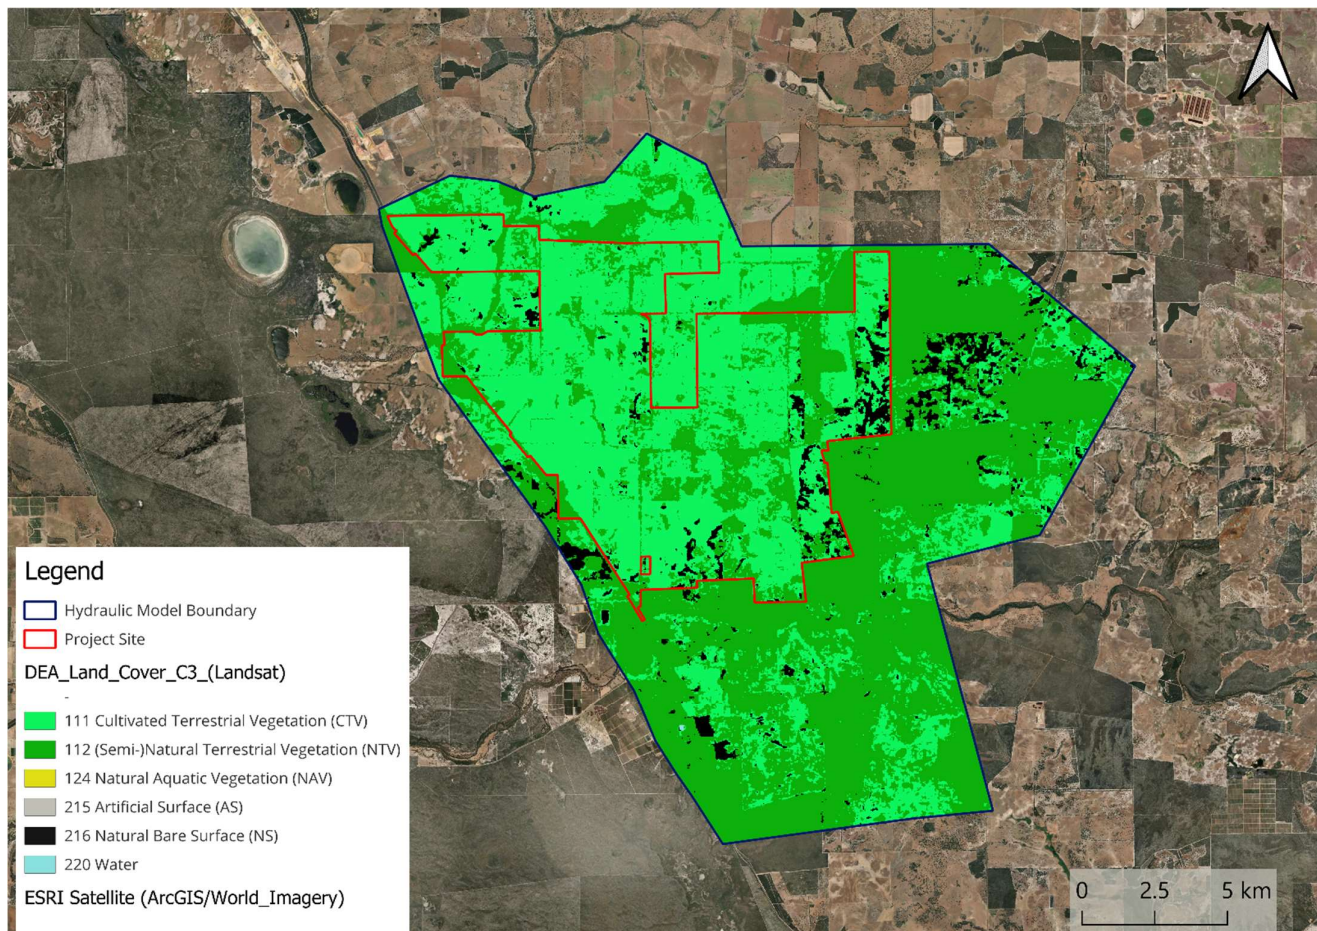 Legend
Hydraulic Model Boundary
Project Site
DEA_Land_Cover_C3_(Landsat)
-
111 Cultivated Terrestrial Vegetation (CTV)
112 (Semi-)Natural Terrestrial Vegetation (NTV)
124 Natural Aquatic Vegetation (NAV)
215 Artificial Surface (AS)
216 Natural Bare Surface (NS)
220 Water
ESRI Satellite (ArcGIS/World_Imagery)
0 2.5 5 km